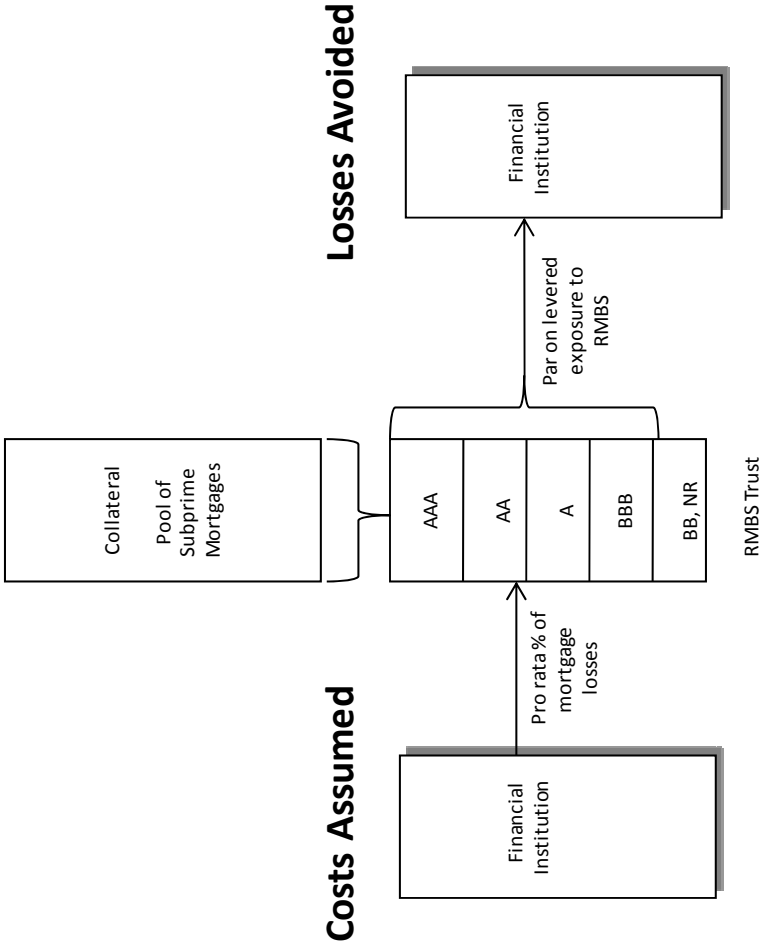 Costs Assumed
Losses Avoided
Collateral
Pool of
Subprime
Mortgages
AAA
AA
A
BBB
BB, NR
RMBS Trust
Financial
Institution
Pro rata % of
mortgage
losses
Par on levered
exposure to
RMBS
Financial
Institution